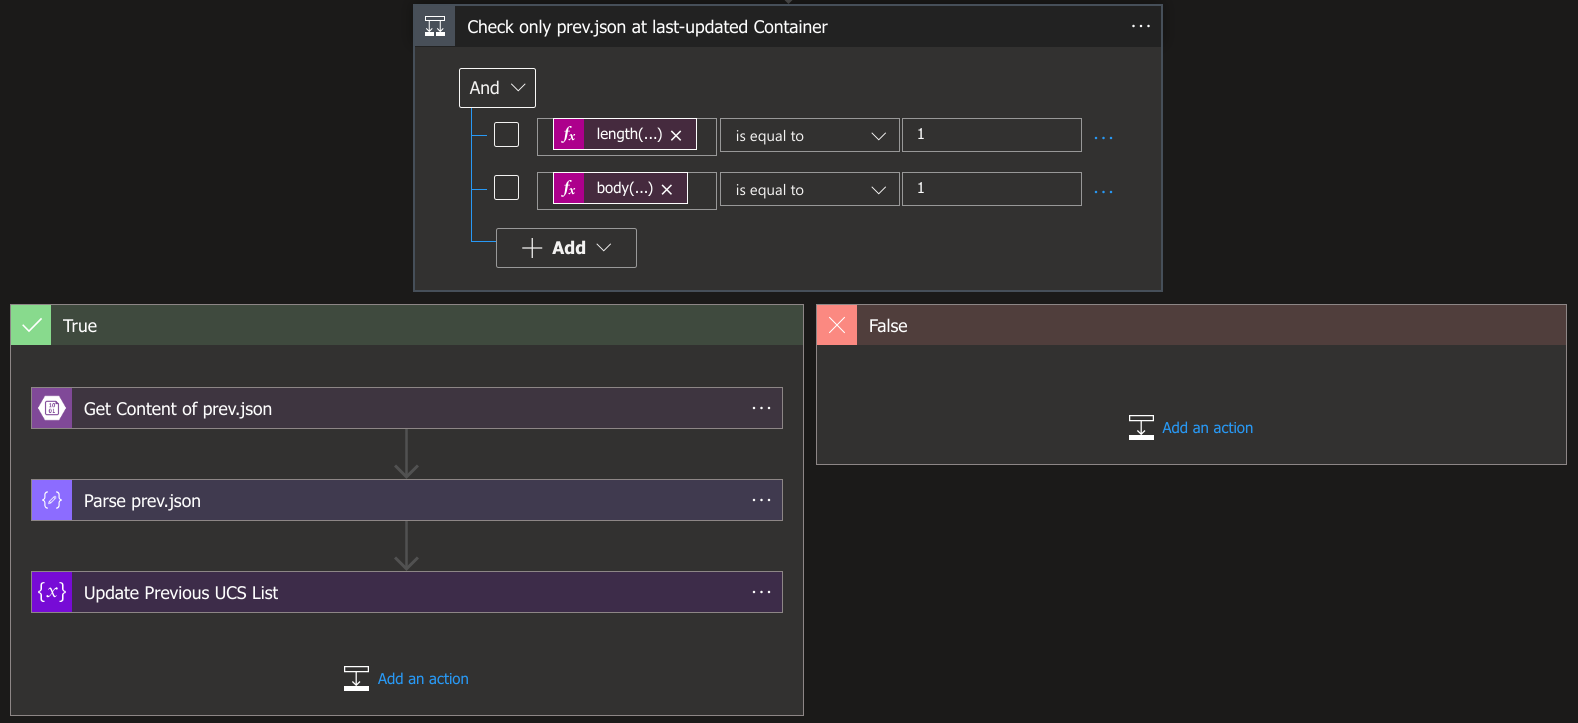 Check only prev.json at last-updated Container
And
fx length(...) is equal to 1
fx body(...) is equal to 1
Add
True
False
Get Content of prev.json
Add an action
Parse prev.json
{x} Update Previous UCS List
Add an action